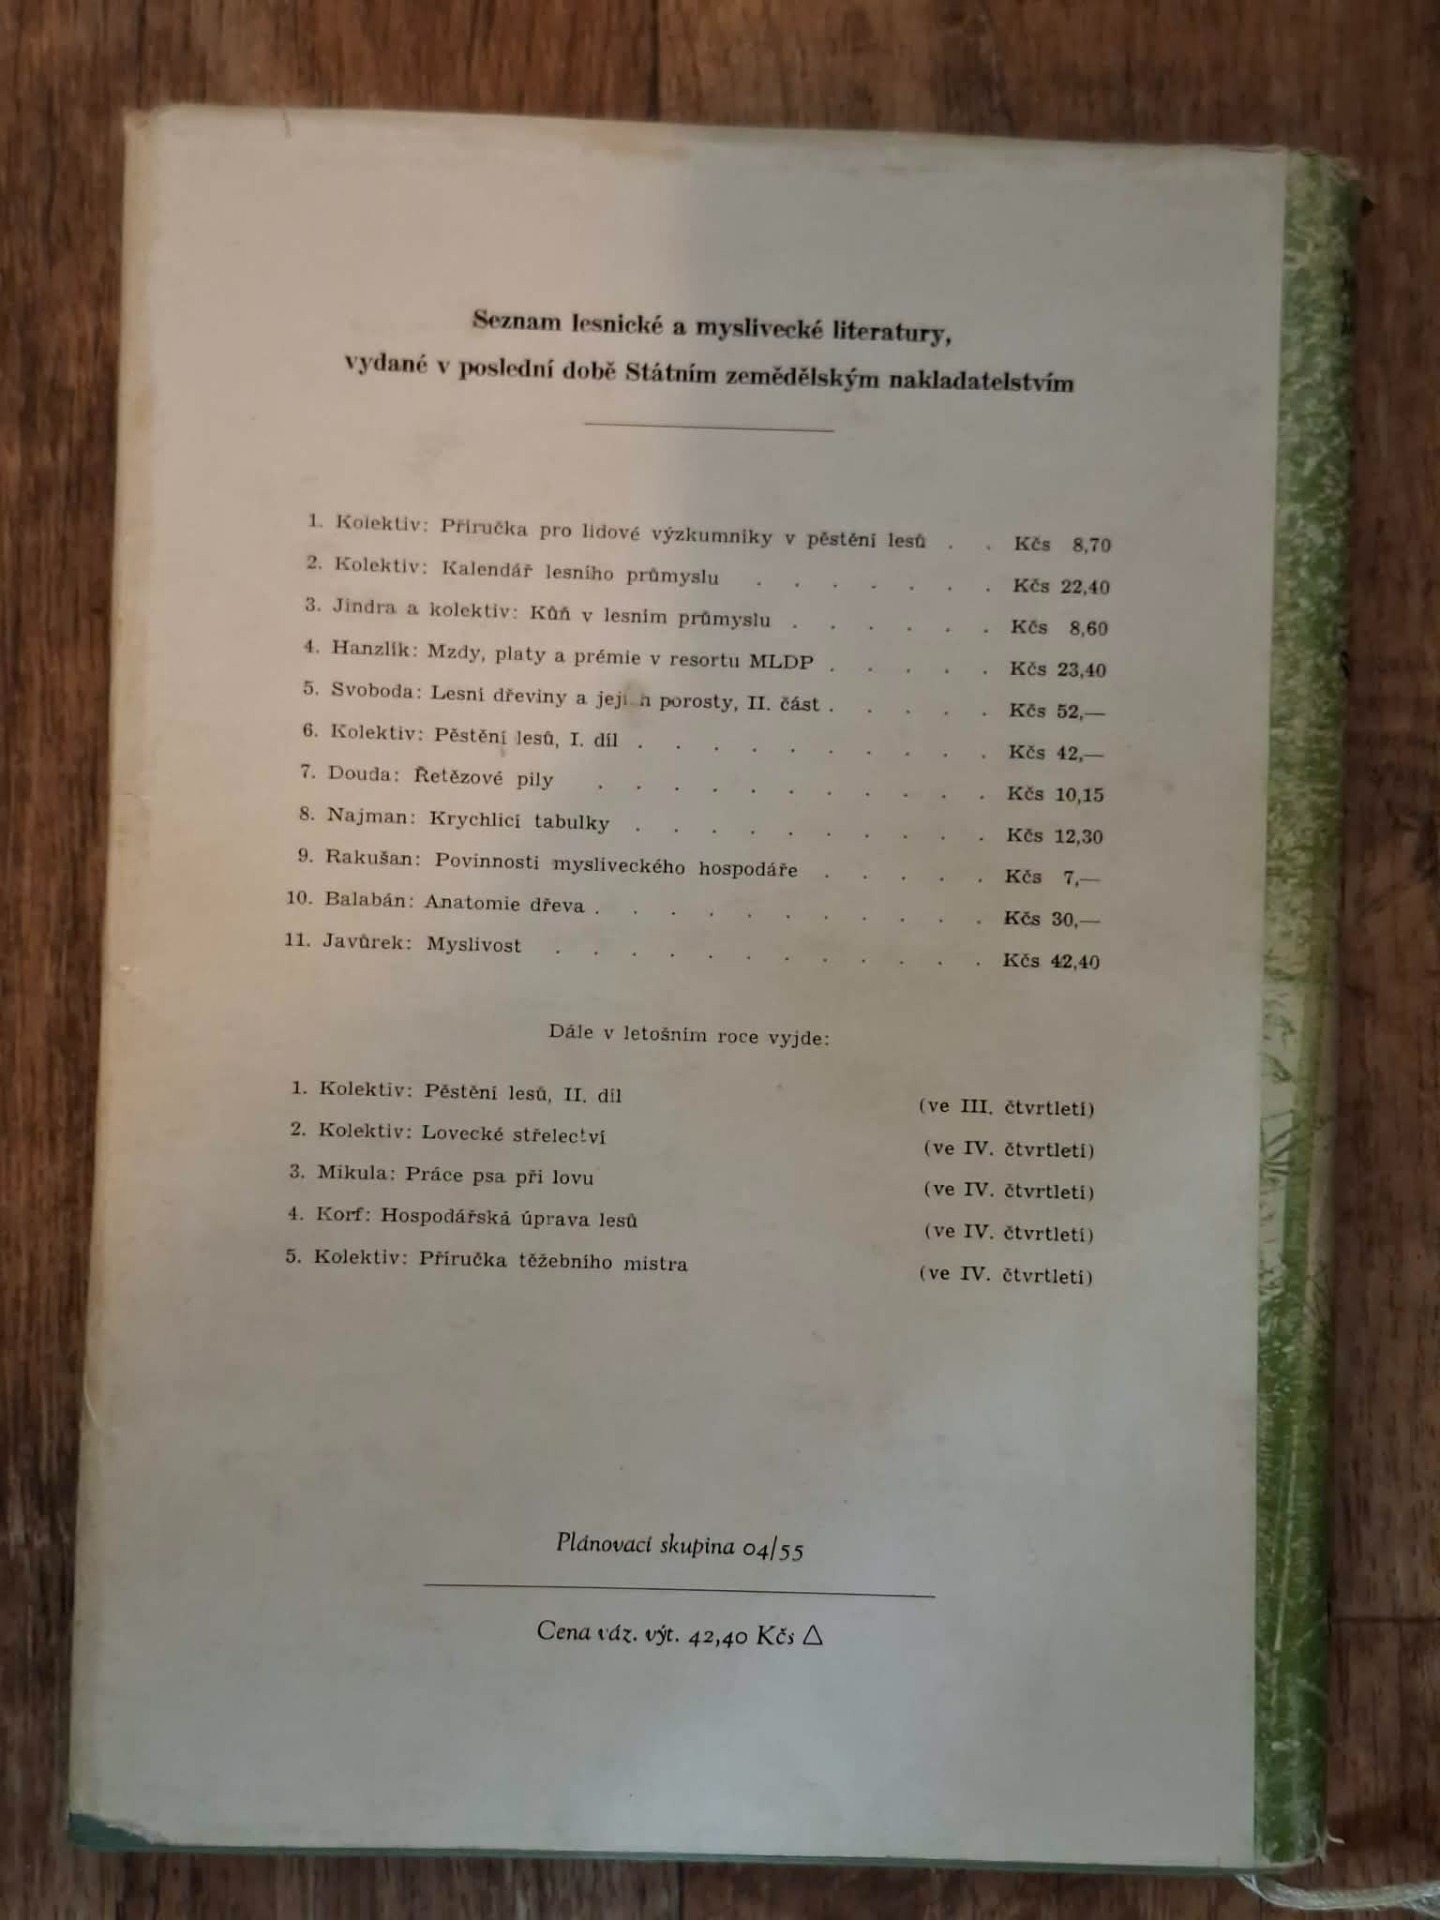 Seznam lesnické a myslivecké literatury,
vydané v poslední době Státním zemědělským nakladatelstvím
1. Kolektiv: Příručka pro lidové výzkumníky v pěstění lesů . . Kčs 8,70
2. Kolektiv: Kalendář lesního průmyslu . . . . . . . Kčs 22,40
3. Jindra a kolektiv: Kůň v lesním průmyslu . . . . . . Kčs 8,60
4. Hanzlík: Mzdy, platy a prémie v resortu MLDP . . . . . Kčs 23,40
5. Svoboda: Lesní dřeviny a jejich porosty, II. část . . . . . Kčs 52,—
6. Kolektiv: Pěstění lesů, I. díl . . . . . . . . . . Kčs 42,—
7. Douda: Řetězové pily . . . . . . . . . . . Kčs 10,15
8. Najman: Krychlicí tabulky . . . . . . . . . . Kčs 12,30
9. Rakušan: Povinnosti mysliveckého hospodáře . . . . . Kčs 7,—
10. Balabán: Anatomie dřeva . . . . . . . . . . . Kčs 30,—
11. Javůrek: Myslivost . . . . . . . . . . . . Kčs 42,40
Dále v letošním roce vyjde:
1. Kolektiv: Pěstění lesů, II. díl (ve III. čtvrtletí)
2. Kolektiv: Lovecké střelectví (ve IV. čtvrtletí)
3. Mikula: Práce psa při lovu (ve IV. čtvrtletí)
4. Korf: Hospodářská úprava lesů (ve IV. čtvrtletí)
5. Kolektiv: Příručka těžebního mistra (ve IV. čtvrtletí)
Plánovací skupina 04/55
Cena váz. výt. 42,40 Kčs △